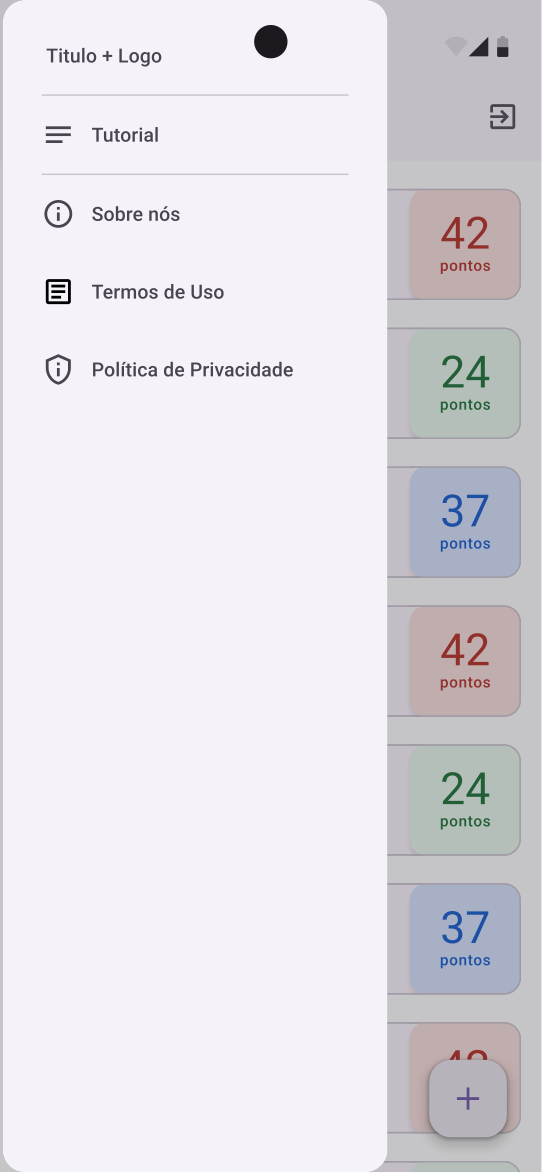 Titulo + Logo
Tutorial
Sobre nós
Termos de Uso
Política de Privacidade
42
pontos
24
pontos
37
pontos
42
pontos
24
pontos
37
pontos
42